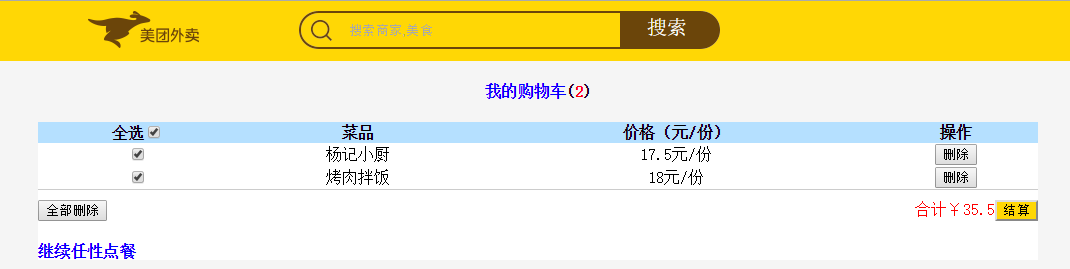 美团外卖 搜索商家,美食 搜索
我的购物车(2)
全选 菜品 价格（元/份） 操作
杨记小厨 17.5元/份 删除
烤肉拌饭 18元/份 删除
全部删除 合计￥35.5 结算
继续任性点餐